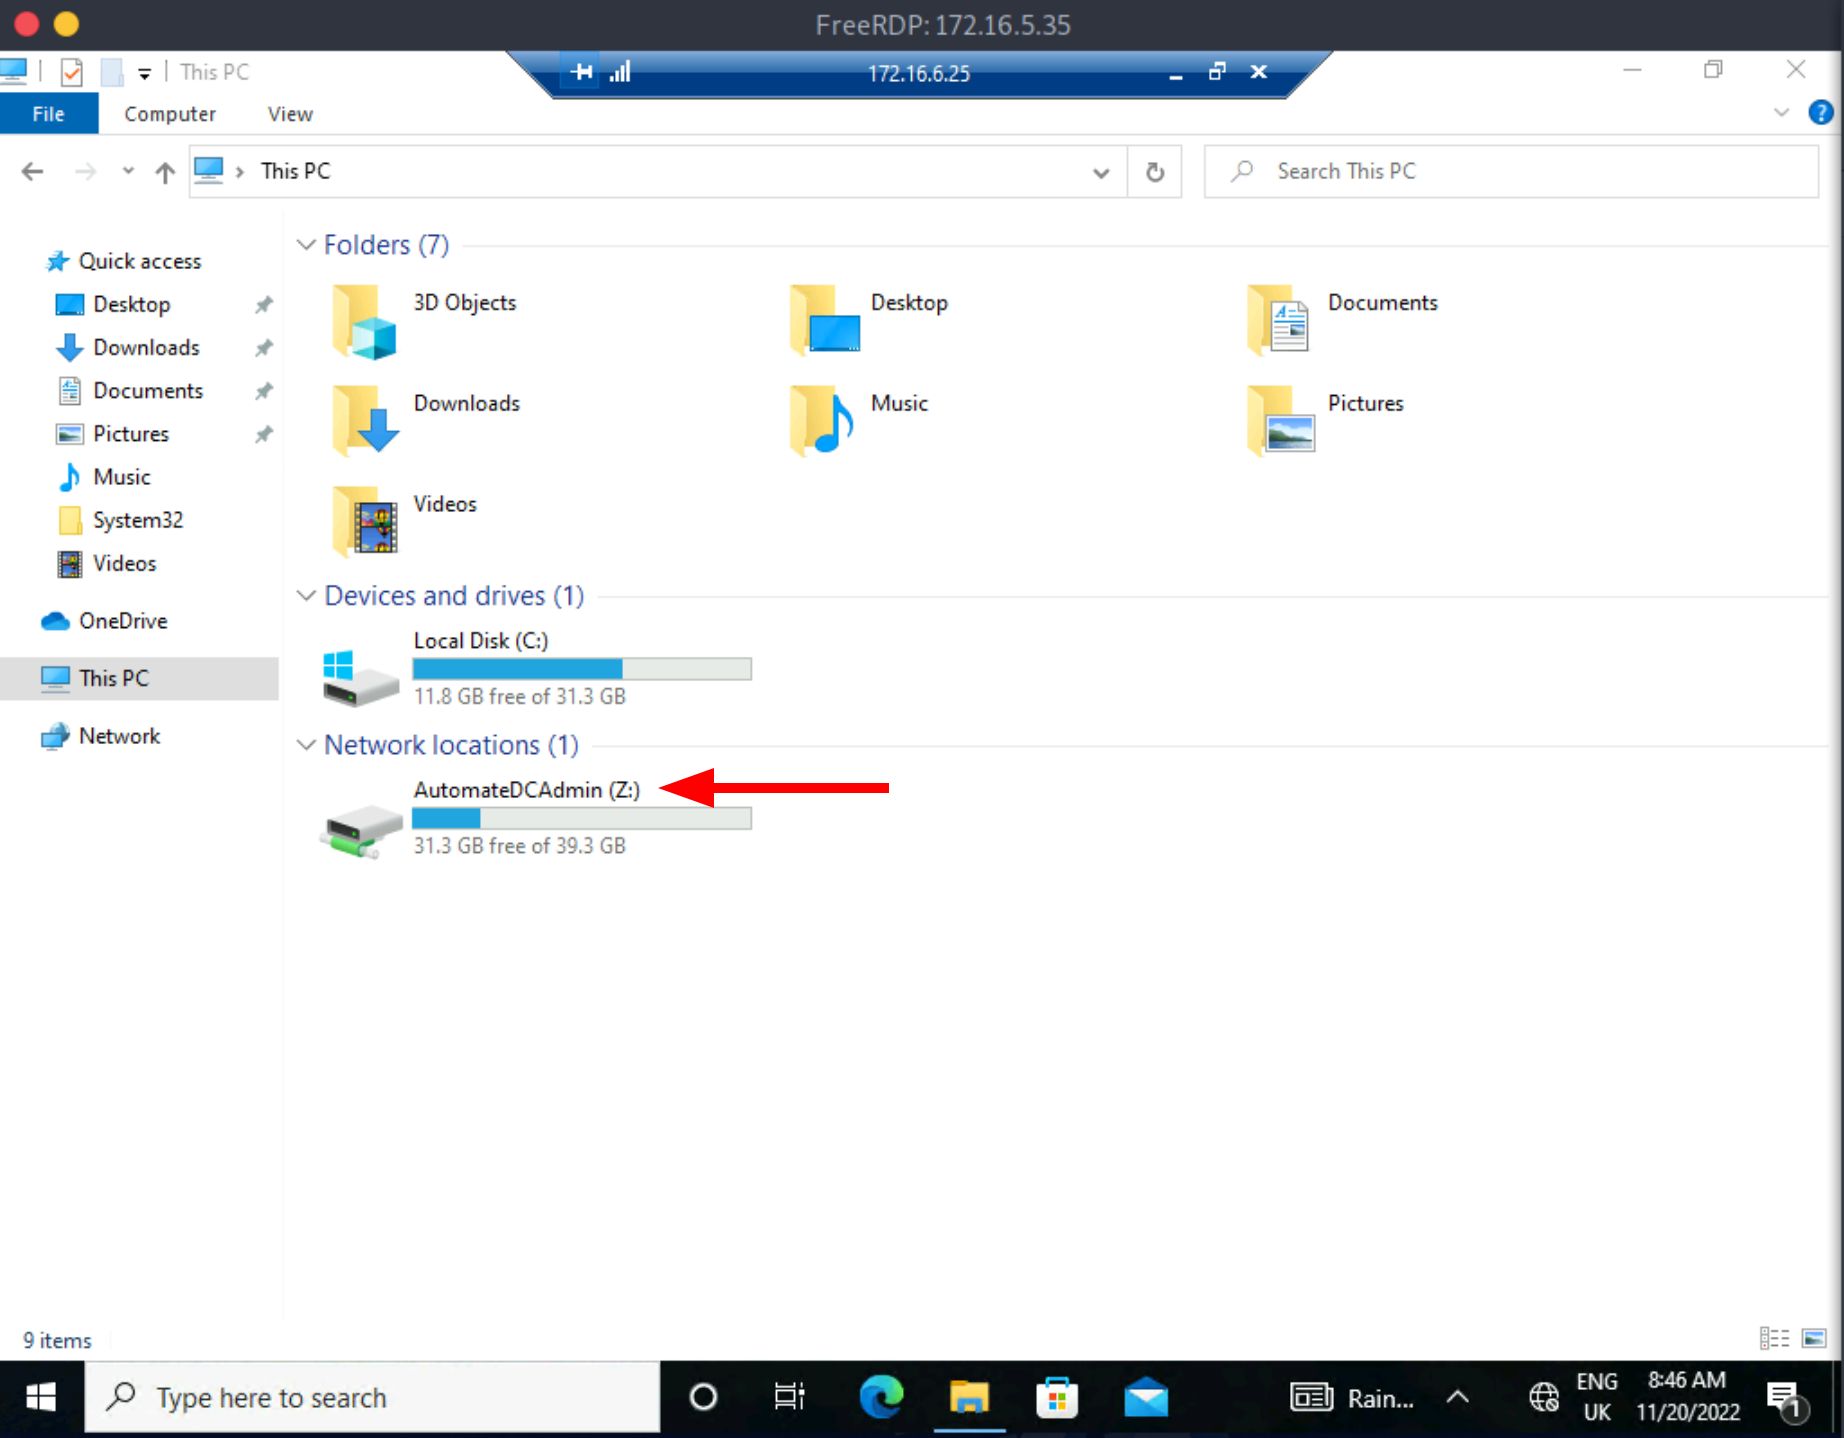 FreeRDP: 172.16.5.35
This PC
172.16.6.25
File Computer View
This PC
Search This PC
Quick access
Desktop
Downloads
Documents
Pictures
Music
System32
Videos
OneDrive
This PC
Network
Folders (7)
3D Objects
Desktop
Documents
Downloads
Music
Pictures
Videos
Devices and drives (1)
Local Disk (C:)
11.8 GB free of 31.3 GB
Network locations (1)
AutomateDCAdmin (Z:)
31.3 GB free of 39.3 GB
9 items
Type here to search
Rain...
ENG
UK
8:46 AM
11/20/2022
1